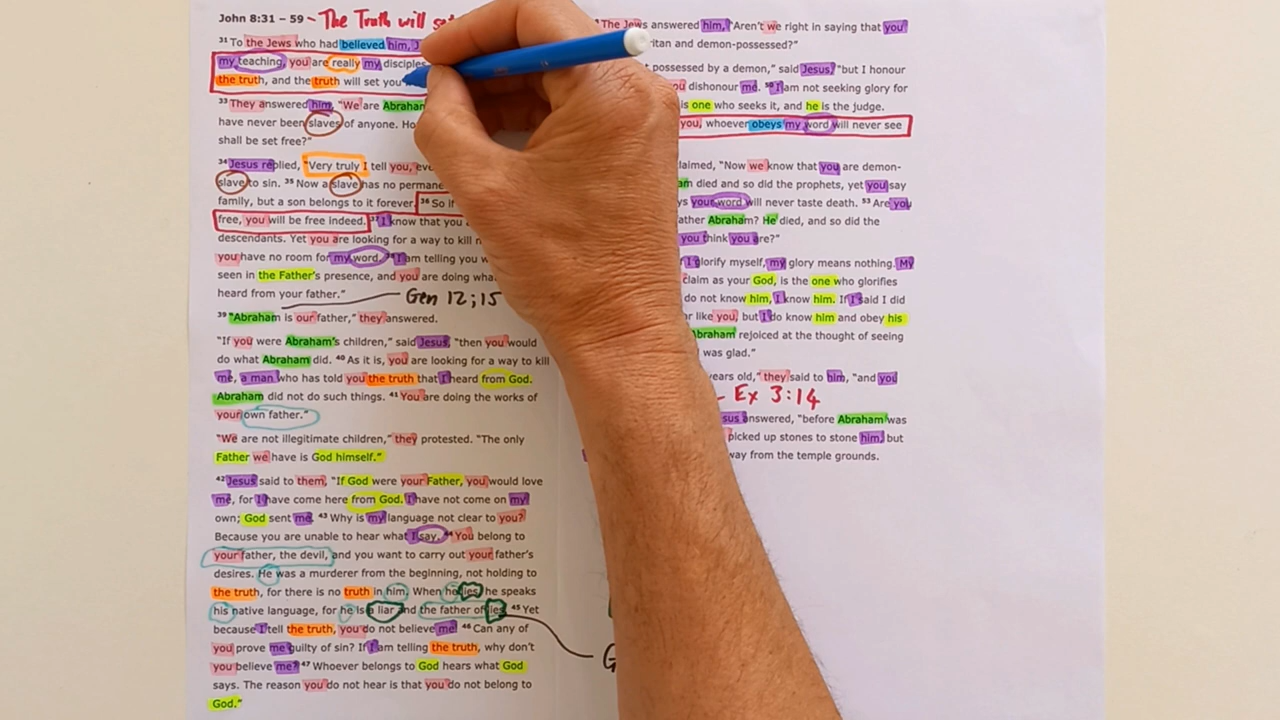 John 8:31 – 59 ~ The Truth will set
31 To the Jews who had believed him, J
my teaching, you are really my disciples
the truth, and the truth will set you
33 They answered him, "We are Abraham
have never been slaves of anyone. Ho
shall be set free?"
34 Jesus replied, "Very truly I tell you, eve
slave to sin. 35 Now a slave has no permane
family, but a son belongs to it forever. 36 So if
free, you will be free indeed. 37 I know that you a
descendants. Yet you are looking for a way to kill m
you have no room for my word. 38 I am telling you w
seen in the Father's presence, and you are doing wha
heard from your father."
Gen 12;15
39 "Abraham is our father," they answered.
"If you were Abraham's children," said Jesus, "then you would
do what Abraham did. 40 As it is, you are looking for a way to kill
me, a man who has told you the truth that I heard from God.
Abraham did not do such things. 41 You are doing the works of
your own father."
"We are not illegitimate children," they protested. "The only
Father we have is God himself."
42 Jesus said to them, "If God were your Father, you would love
me, for I have come here from God. I have not come on my
own; God sent me. 43 Why is my language not clear to you?
Because you are unable to hear what I say. 44 You belong to
your father, the devil, and you want to carry out your father's
desires. He was a murderer from the beginning, not holding to
the truth, for there is no truth in him. When he lies, he speaks
his native language, for he is a liar and the father of lies. 45 Yet
because I tell the truth, you do not believe me! 46 Can any of
you prove me guilty of sin? If I am telling the truth, why don't
you believe me? 47 Whoever belongs to God hears what God
says. The reason you do not hear is that you do not belong to
God."
G
The Jews answered him, "Aren't we right in saying that you
ritan and demon-possessed?"
t possessed by a demon," said Jesus, "but I honour
you dishonour me. 50 I am not seeking glory for
is one who seeks it, and he is the judge.
you, whoever obeys my word will never see
laimed, "Now we know that you are demon-
am died and so did the prophets, yet you say
ys your word will never taste death. 53 Are you
ather Abraham? He died, and so did the
you think you are?"
I glorify myself, my glory means nothing. My
claim as your God, is the one who glorifies
do not know him, I know him. If I said I did
r like you, but I do know him and obey his
Abraham rejoiced at the thought of seeing
was glad."
years old," they said to him, "and you
- Ex 3:14
sus answered, "before Abraham was
picked up stones to stone him, but
way from the temple grounds.